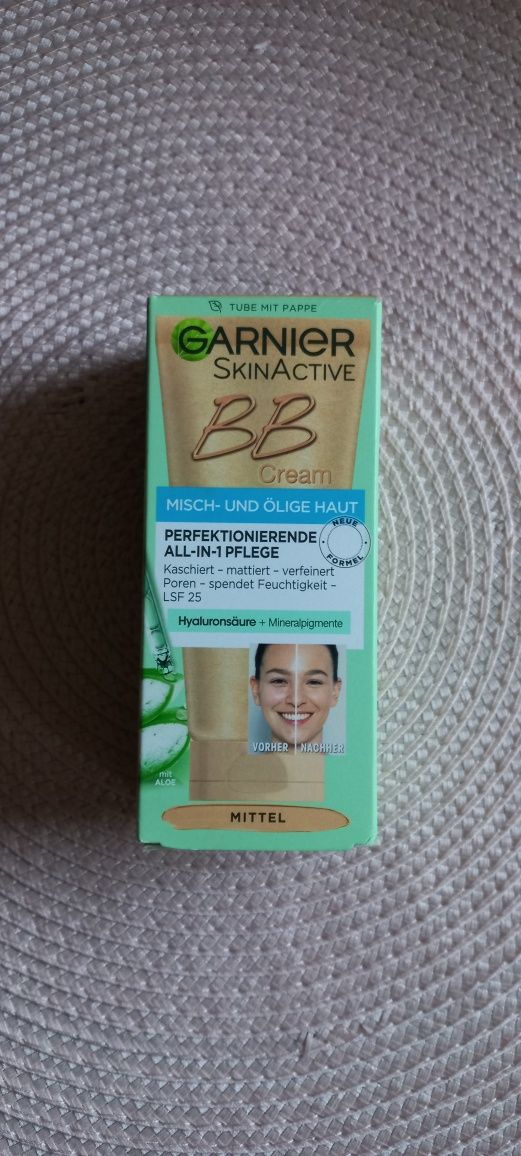 TUBE MIT PAPPE
GARNIER
SKINACTIVE
BB
Cream
MISCH- UND ÖLIGE HAUT
NEUE
FORMEL
PERFEKTIONIERENDE
ALL-IN-1 PFLEGE
Kaschiert – mattiert – verfeinert
Poren – spendet Feuchtigkeit –
LSF 25
Hyaluronsäure + Mineralpigmente
VORHER NACHHER
mit
ALOE
MITTEL